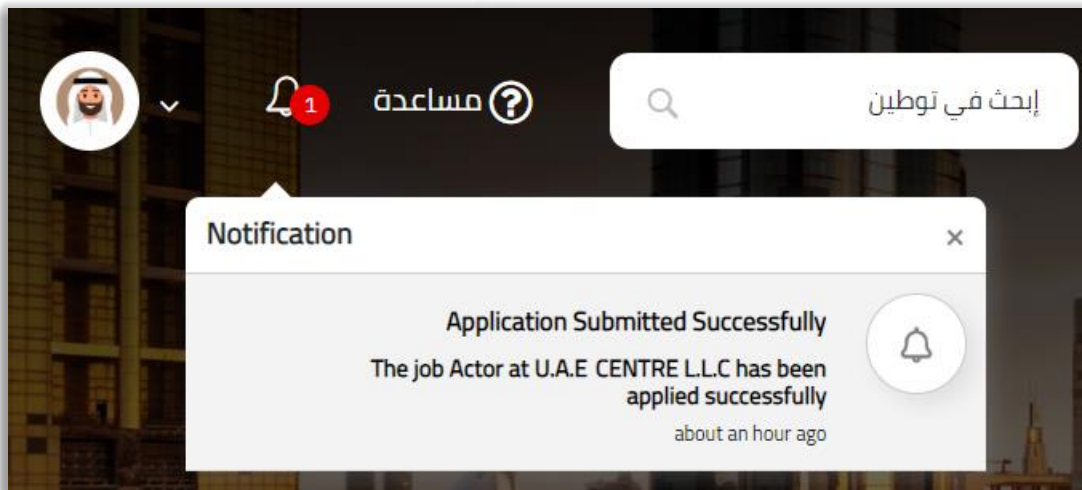 إبحث في توطين
مساعدة
1
Notification
Application Submitted Successfully
The job Actor at U.A.E CENTRE L.L.C has been
applied successfully
about an hour ago